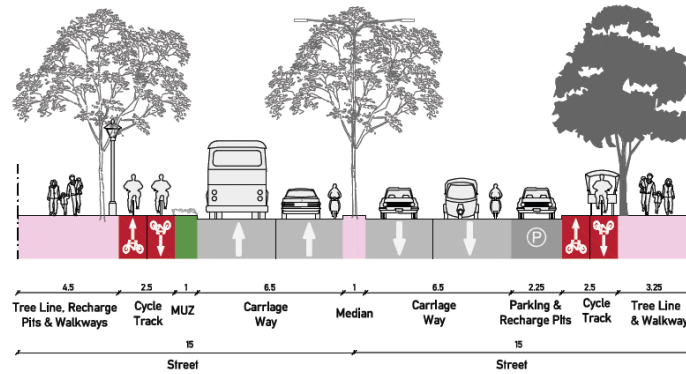 P
4.5 2.5 1 6.5 1 6.5 2.25 2.5 3.25
Tree Line, Recharge
Pits & Walkways
Cycle
Track
MUZ
Carriage
Way
Median
Carriage
Way
Parking &
Recharge Pits
Cycle
Track
Tree Line
& Walkway
15 15
Street Street